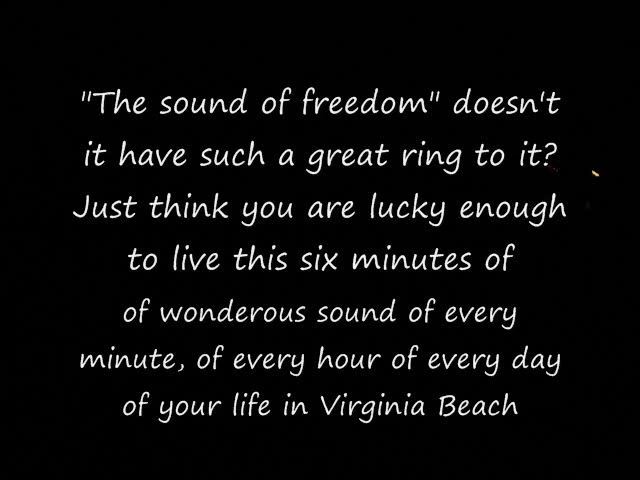 "The sound of freedom" doesn't
it have such a great ring to it?
Just think you are lucky enough
to live this six minutes of
of wonderous sound of every
minute, of every hour of every day
of your life in Virginia Beach